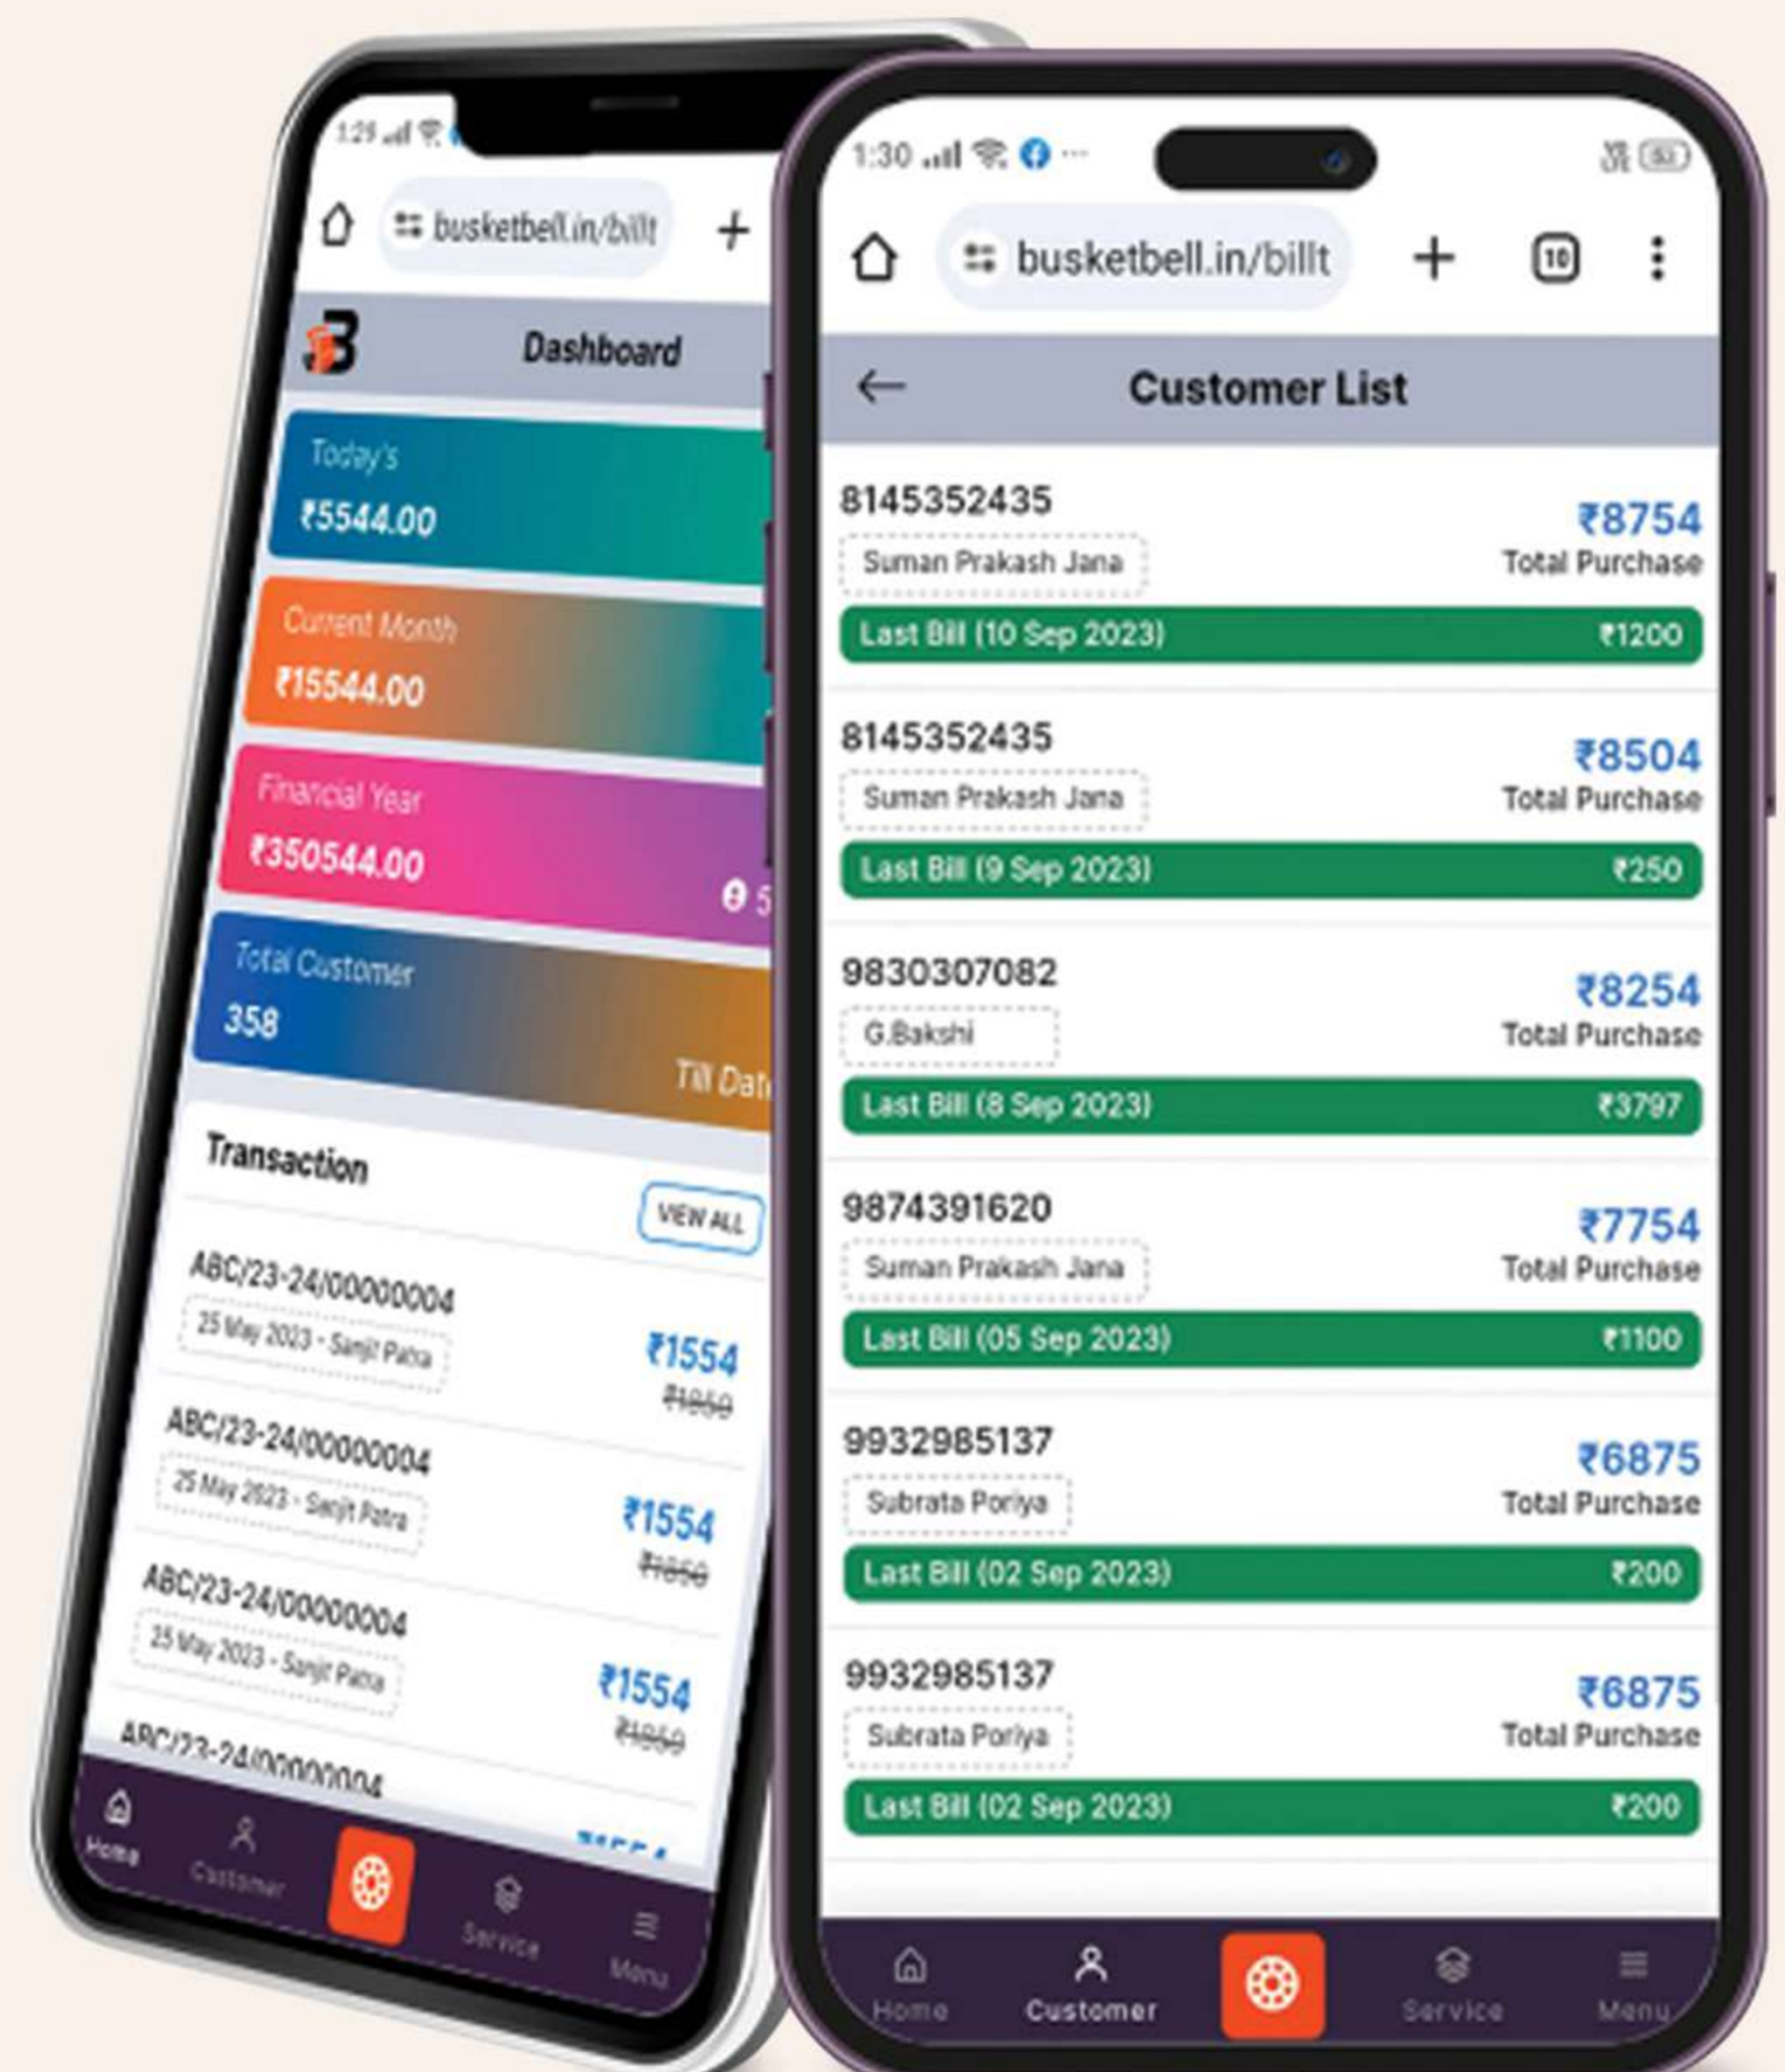 1:29
busketbell.in/billt
Dashboard
Today's
₹5544.00
Current Month
₹15544.00
Financial Year
₹350544.00
5
Total Customer
358
Till Dat
Transaction
VIEW ALL
ABC/23-24/00000004
25 May 2023 - Sanjit Patra
₹1554
₹1850
ABC/23-24/00000004
25 May 2023 - Sanjit Patra
₹1554
₹1850
ABC/23-24/00000004
25 May 2023 - Sanjit Patra
₹1554
₹1850
ABC/23-24/00000004
₹1554
Home
Customer
Service
Menu
1:30
busketbell.in/billt
10
Customer List
8145352435
₹8754
Suman Prakash Jana
Total Purchase
Last Bill (10 Sep 2023)
₹1200
8145352435
₹8504
Suman Prakash Jana
Total Purchase
Last Bill (9 Sep 2023)
₹250
9830307082
₹8254
G.Bakshi
Total Purchase
Last Bill (8 Sep 2023)
₹3797
9874391620
₹7754
Suman Prakash Jana
Total Purchase
Last Bill (05 Sep 2023)
₹1100
9932985137
₹6875
Subrata Poriya
Total Purchase
Last Bill (02 Sep 2023)
₹200
9932985137
₹6875
Subrata Poriya
Total Purchase
Last Bill (02 Sep 2023)
₹200
Home
Customer
Service
Menu